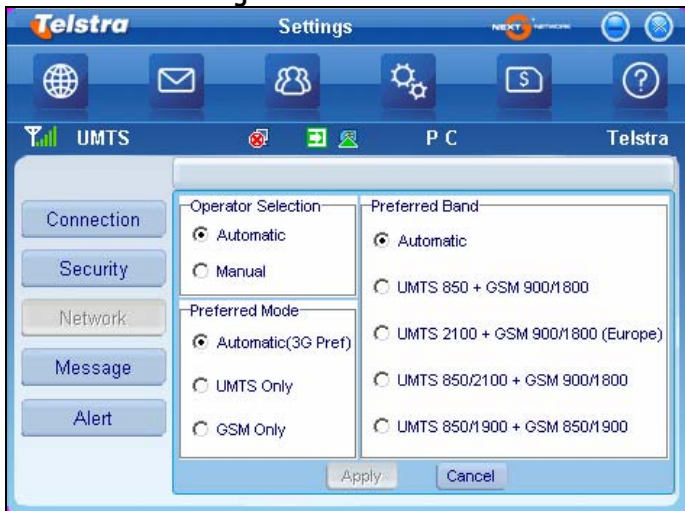 Telstra
Settings
NEXT G NETWORK
UMTS
P C
Telstra
Connection
Security
Network
Message
Alert
Operator Selection
Automatic
Manual
Preferred Mode
Automatic(3G Pref)
UMTS Only
GSM Only
Preferred Band
Automatic
UMTS 850 + GSM 900/1800
UMTS 2100 + GSM 900/1800 (Europe)
UMTS 850/2100 + GSM 900/1800
UMTS 850/1900 + GSM 850/1900
Apply
Cancel